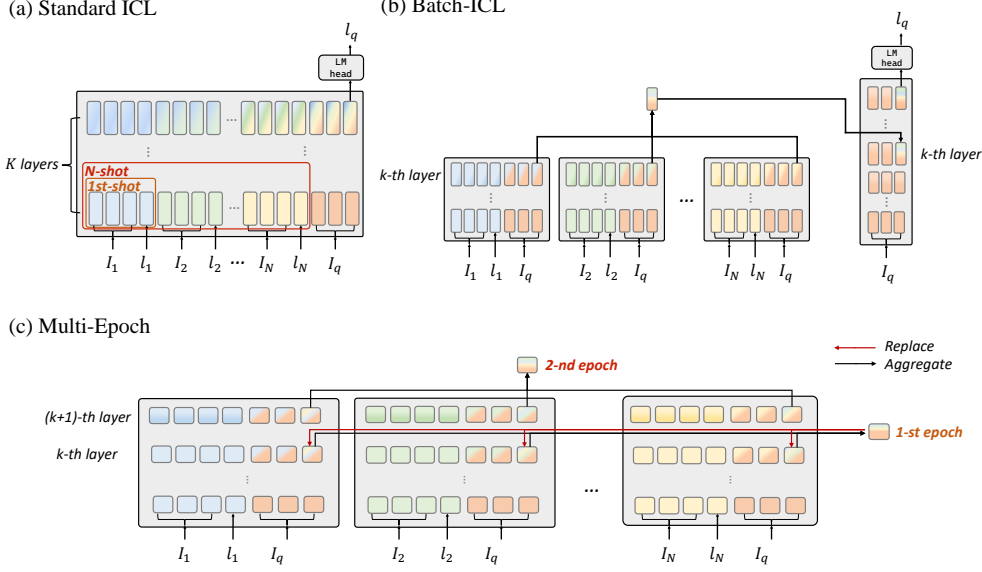 (a) Standard ICL
(b) Batch-ICL
l_q
LM head
K layers
...
N-shot
1st-shot
...
I_1 l_1 I_2 l_2 ... I_N l_N I_q
l_q
LM head
k-th layer
k-th layer
...
I_1 l_1 I_q I_2 l_2 I_q I_N l_N I_q
I_q
(c) Multi-Epoch
Replace
Aggregate
2-nd epoch
(k+1)-th layer
1-st epoch
k-th layer
...
I_1 l_1 I_q I_2 l_2 I_q I_N l_N I_q